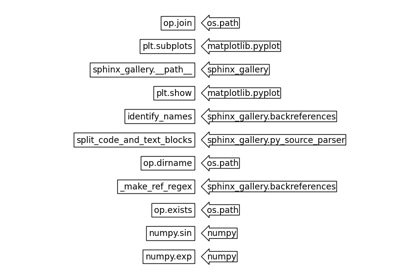 op.join os.path
plt.subplots matplotlib.pyplot
sphinx_gallery.__path__ sphinx_gallery
plt.show matplotlib.pyplot
identify_names sphinx_gallery.backreferences
split_code_and_text_blocks sphinx_gallery.py_source_parser
op.dirname os.path
_make_ref_regex sphinx_gallery.backreferences
op.exists os.path
numpy.sin numpy
numpy.exp numpy